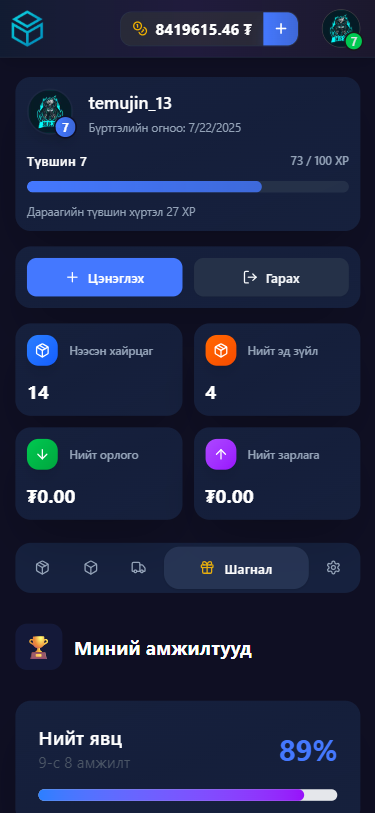 8419615.46 ₮
7
temujin_13
Бүртгэлийн огноо: 7/22/2025
7
Түвшин 7
73 / 100 XP
Дараагийн түвшин хүртэл 27 XP
Цэнэглэх
Гарах
Нээсэн хайрцаг
14
Нийт эд зүйл
4
Нийт орлого
₮0.00
Нийт зарлага
₮0.00
Шагнал
Миний амжилтууд
Нийт явц
89%
9-с 8 амжилт